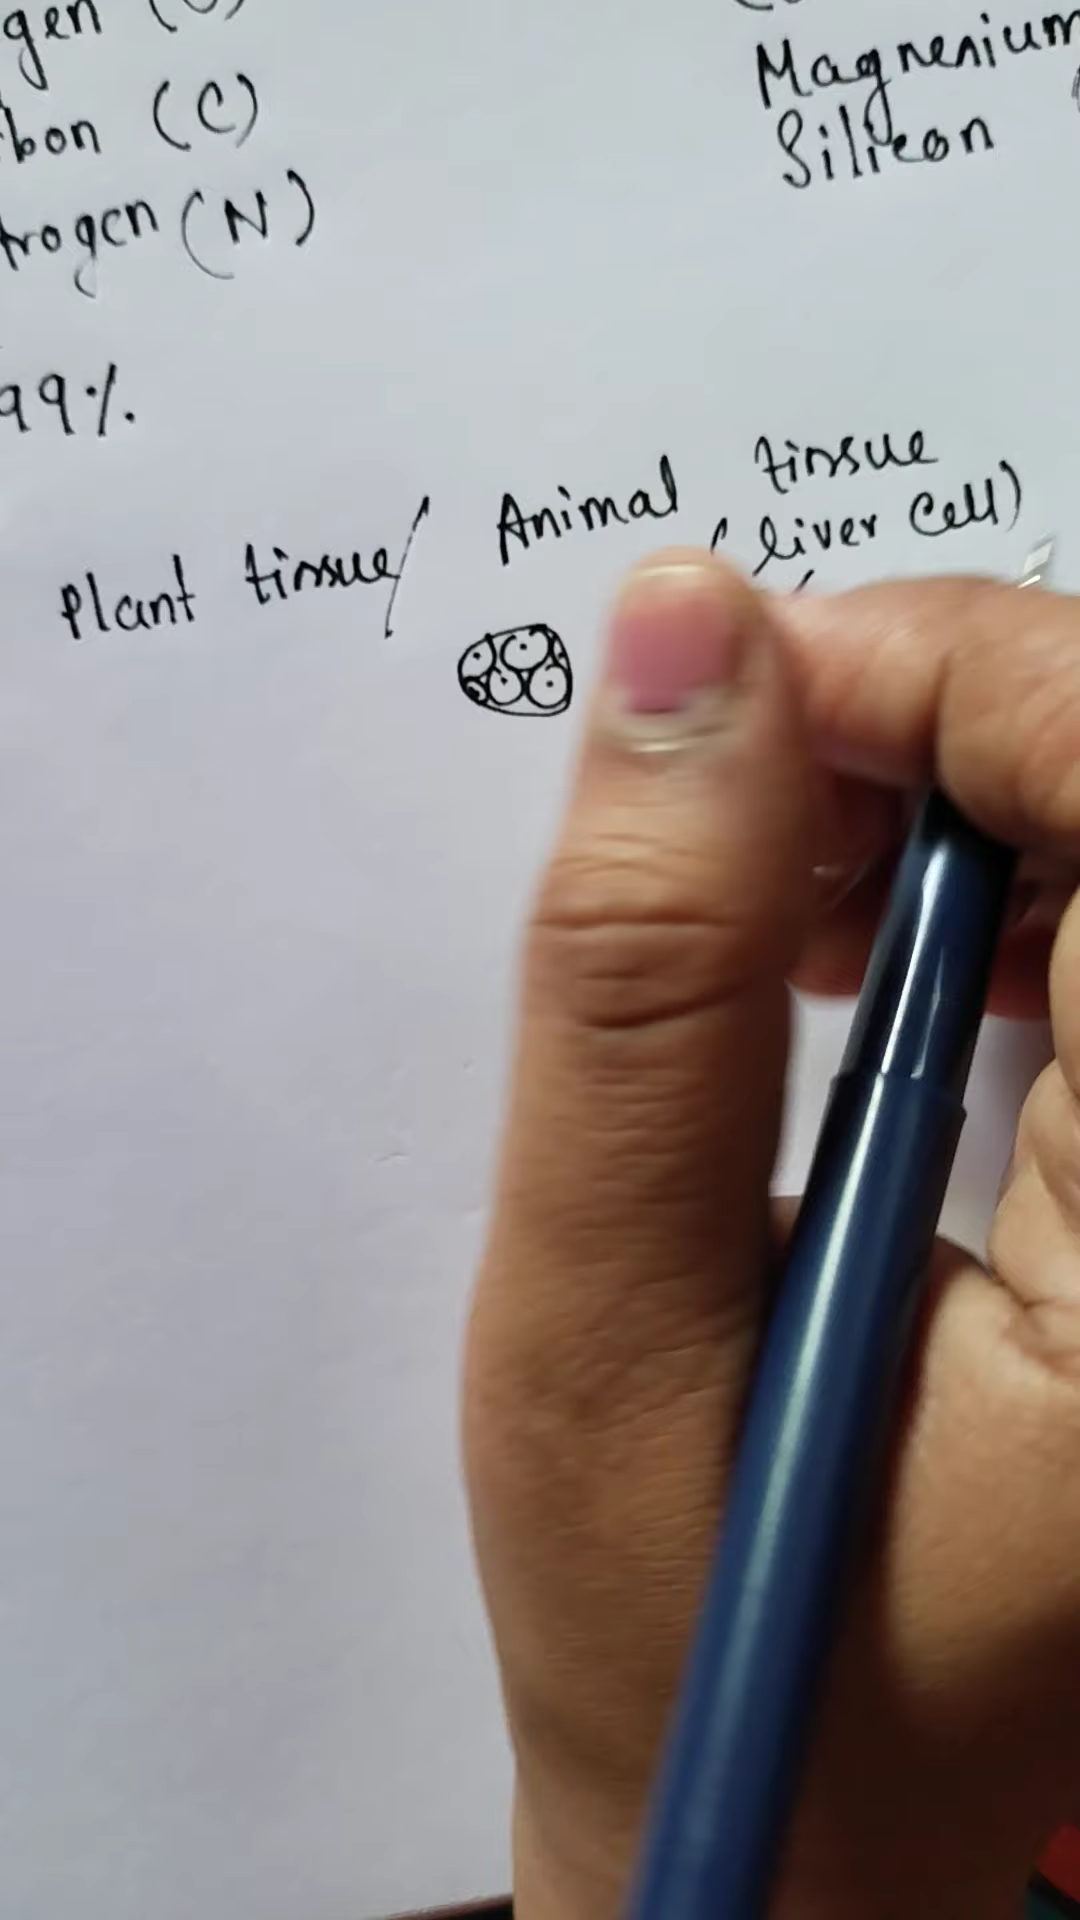 gen
Magnesium
bon (C)
Silicon
trogen (N)
99%.
Plant tissue / Animal tissue
(liver cell)